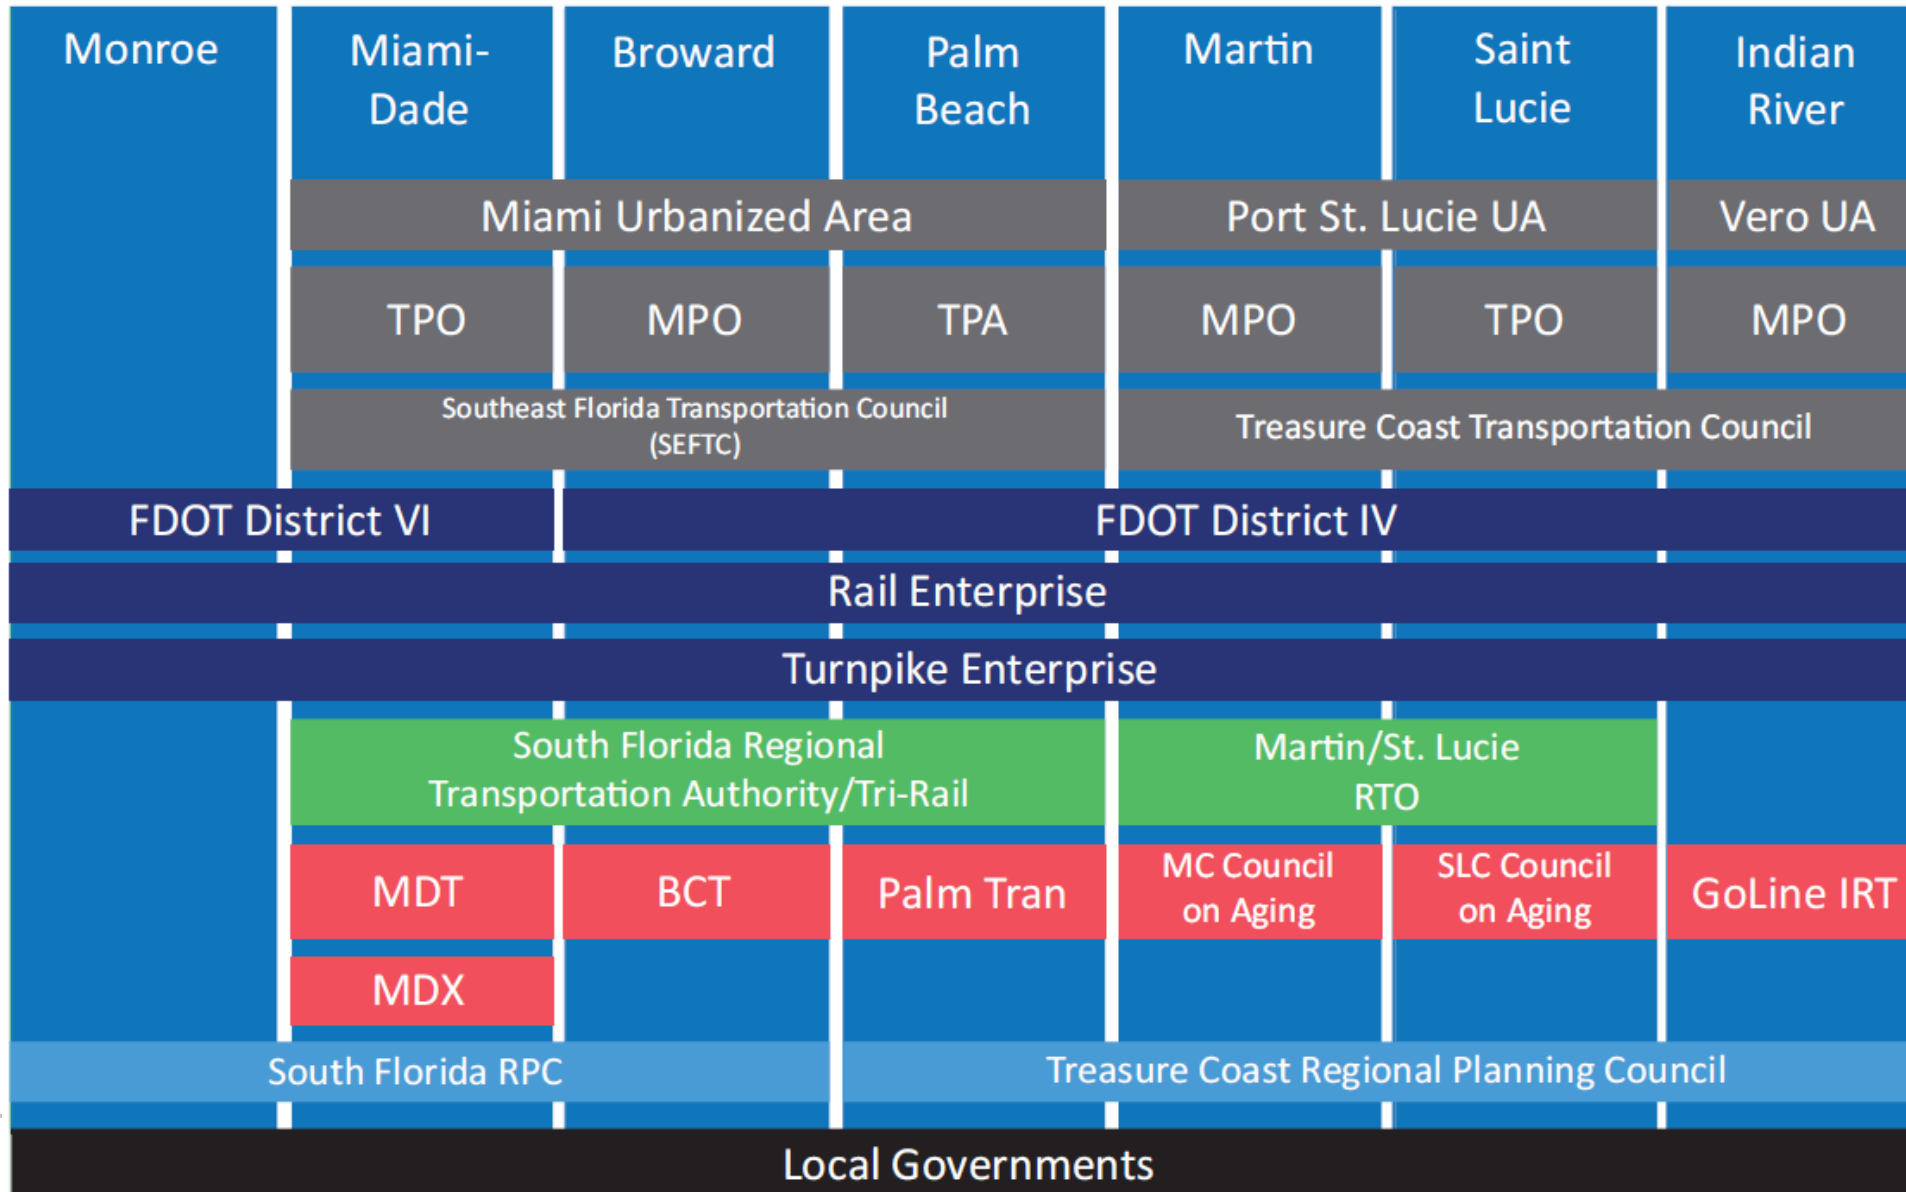 Monroe
Miami-
Dade
Broward
Palm
Beach
Martin
Saint
Lucie
Indian
River
Miami Urbanized Area
Port St. Lucie UA
Vero UA
TPO
MPO
TPA
MPO
TPO
MPO
Southeast Florida Transportation Council
(SEFTC)
Treasure Coast Transportation Council
FDOT District VI
FDOT District IV
Rail Enterprise
Turnpike Enterprise
South Florida Regional
Transportation Authority/Tri-Rail
Martin/St. Lucie
RTO
MDT
BCT
Palm Tran
MC Council
on Aging
SLC Council
on Aging
GoLine IRT
MDX
South Florida RPC
Treasure Coast Regional Planning Council
Local Governments